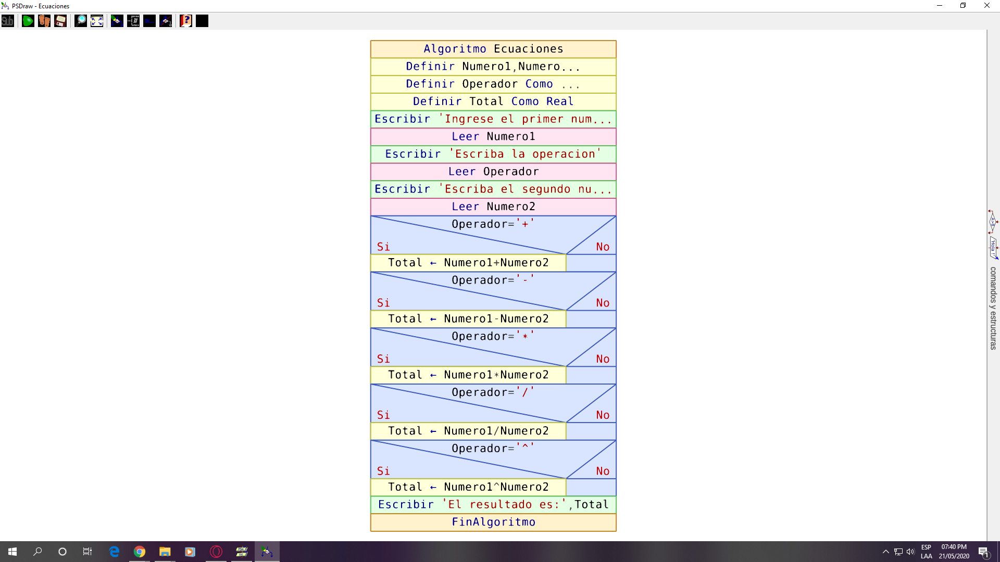 PSDraw - Ecuaciones
Sub
Algoritmo Ecuaciones
Definir Numero1,Numero...
Definir Operador Como ...
Definir Total Como Real
Escribir 'Ingrese el primer num...
Leer Numero1
Escribir 'Escriba la operacion'
Leer Operador
Escribir 'Escriba el segundo nu...
Leer Numero2
Operador='+'
Si No
Total ← Numero1+Numero2
Operador='-'
Si No
Total ← Numero1-Numero2
Operador='*'
Si No
Total ← Numero1*Numero2
Operador='/'
Si No
Total ← Numero1/Numero2
Operador='^'
Si No
Total ← Numero1^Numero2
Escribir 'El resultado es:',Total
FinAlgoritmo
A>B
'Hola !'
comandos y estructuras
ESP
LAA
07:40 PM
21/05/2020
1